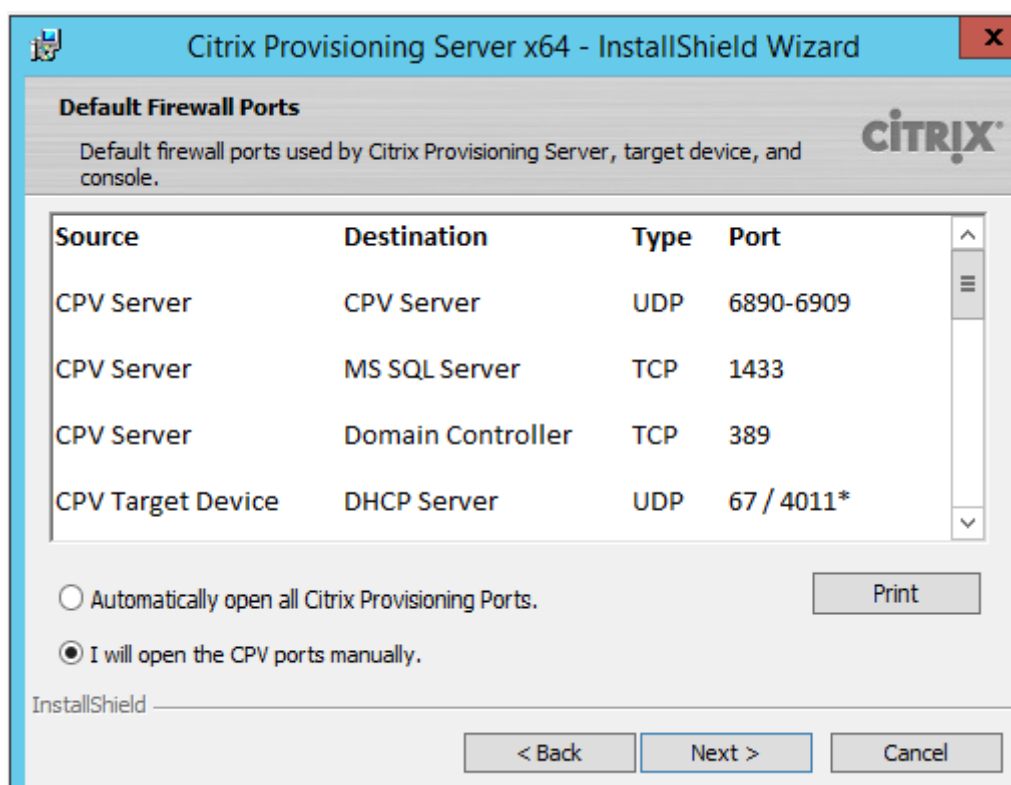 Citrix Provisioning Server x64 - InstallShield Wizard
x
Default Firewall Ports
Default firewall ports used by Citrix Provisioning Server, target device, and
console.
CİTRIX
Source Destination Type Port
CPV Server CPV Server UDP 6890-6909
CPV Server MS SQL Server TCP 1433
CPV Server Domain Controller TCP 389
CPV Target Device DHCP Server UDP 67 / 4011*
Automatically open all Citrix Provisioning Ports.
Print
I will open the CPV ports manually.
InstallShield
< Back Next > Cancel